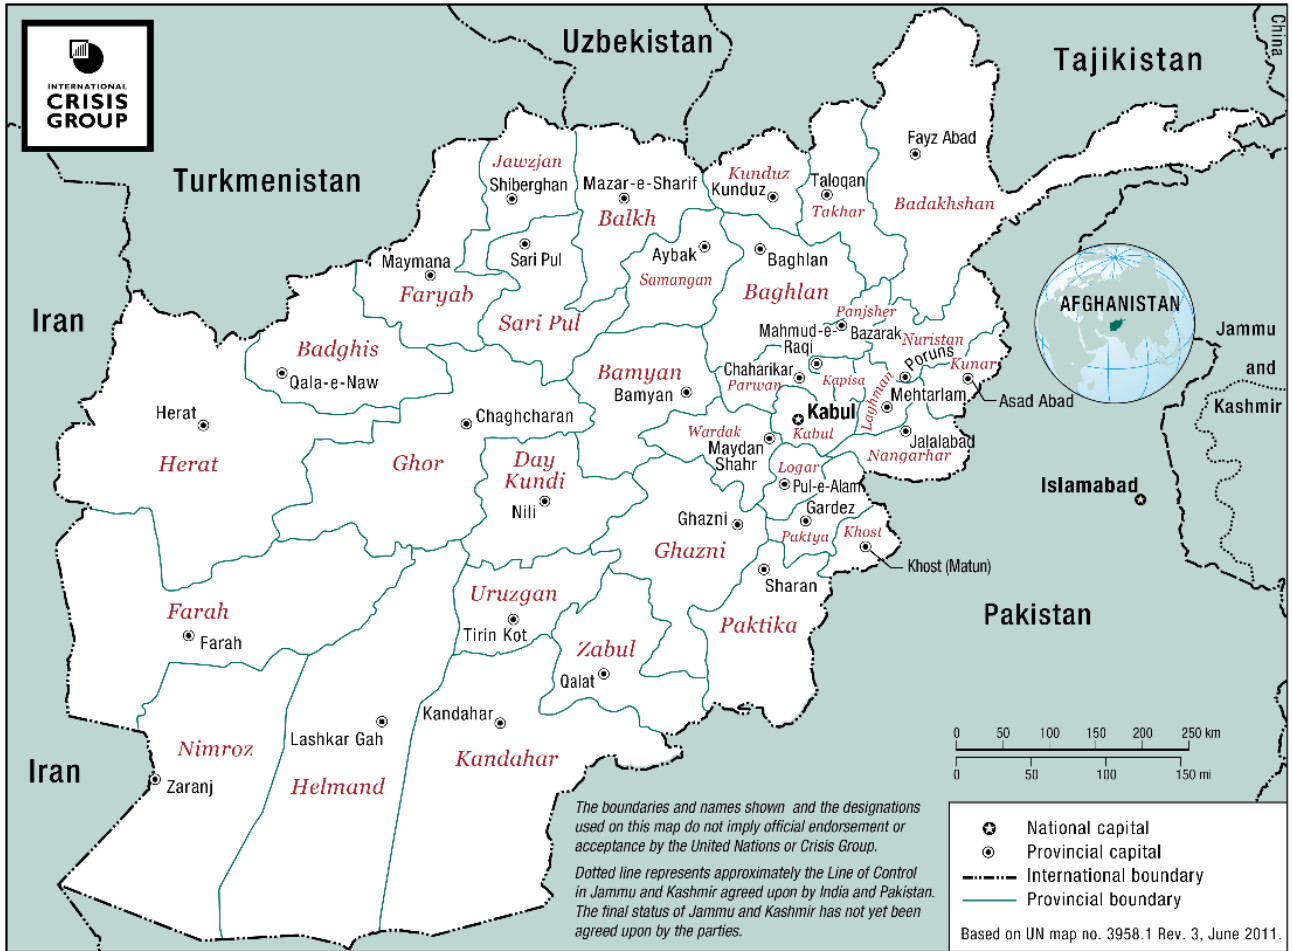 INTERNATIONAL
CRISIS
GROUP
Uzbekistan
Tajikistan
China
Turkmenistan
Iran
Jawzjan
Shiberghan
Mazar-e-Sharif
Balkh
Kunduz
Kunduz
Taloqan
Takhar
Fayz Abad
Badakhshan
Maymana
Faryab
Sari Pul
Sari Pul
Aybak
Samangan
Baghlan
Baghlan
Panjsher
Bazarak
Mahmud-e-
Raqi
Nuristan
Poruns
Kunar
Asad Abad
AFGHANISTAN
Jammu
and
Kashmir
Badghis
Qala-e-Naw
Bamyan
Bamyan
Chaharikar
Parwan
Kapisa
Laghman
Mehtarlam
Herat
Herat
Chaghcharan
Ghor
Day
Kundi
Nili
Wardak
Maydan
Shahr
Kabul
Kabul
Jalalabad
Nangarhar
Logar
Pul-e-Alam
Gardez
Paktya
Khost
Khost (Matun)
Islamabad
Ghazni
Ghazni
Sharan
Paktika
Pakistan
Farah
Farah
Uruzgan
Tirin Kot
Zabul
Qalat
Iran
Nimroz
Zaranj
Lashkar Gah
Helmand
Kandahar
Kandahar
0 50 100 150 200 250 km
0 50 100 150 mi
The boundaries and names shown and the designations
used on this map do not imply official endorsement or
acceptance by the United Nations or Crisis Group.
Dotted line represents approximately the Line of Control
in Jammu and Kashmir agreed upon by India and Pakistan.
The final status of Jammu and Kashmir has not yet been
agreed upon by the parties.
National capital
Provincial capital
International boundary
Provincial boundary
Based on UN map no. 3958.1 Rev. 3, June 2011.